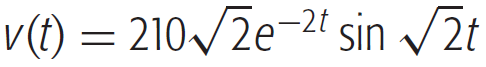 v(t) = 210√2e⁻²ᵗ sin √2t